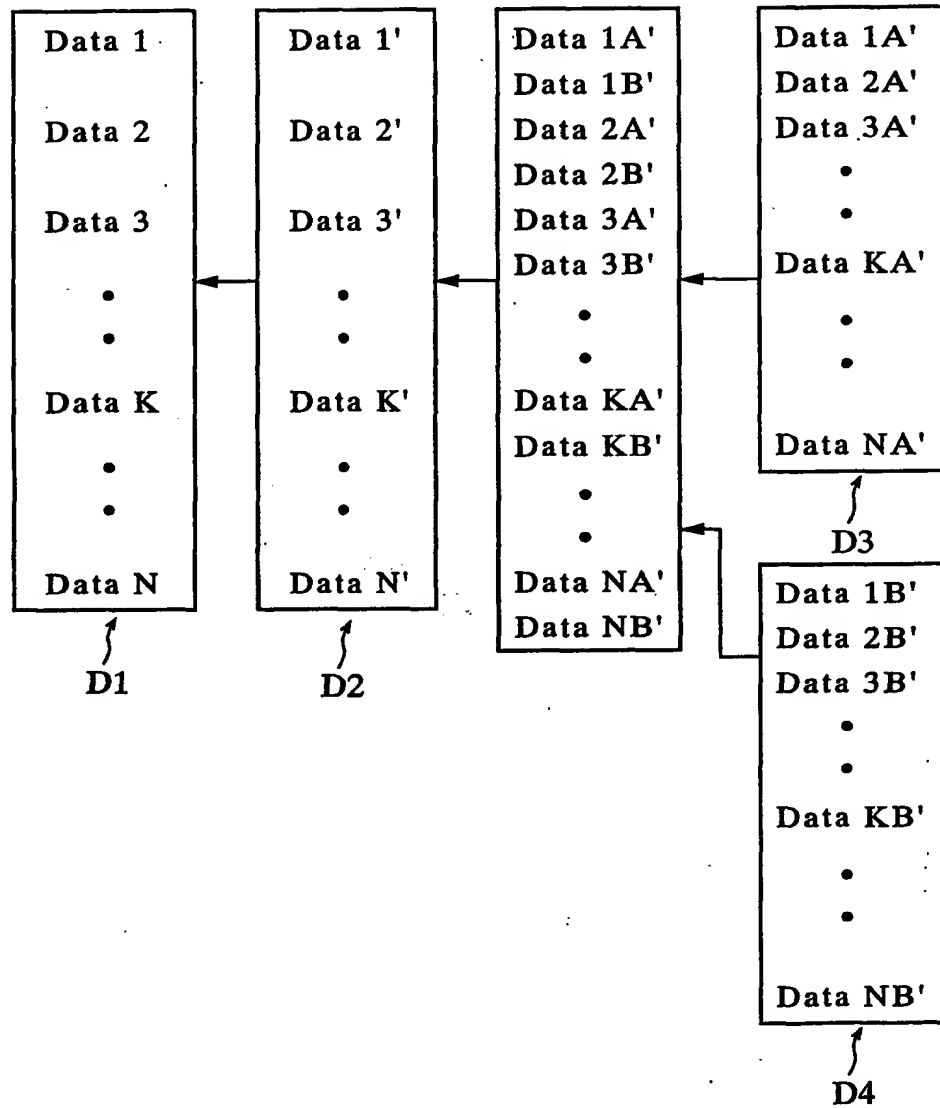 Data 1
Data 2
Data 3
Data K
Data N
D1
Data 1'
Data 2'
Data 3'
Data K'
Data N'
D2
Data 1A'
Data 1B'
Data 2A'
Data 2B'
Data 3A'
Data 3B'
Data KA'
Data KB'
Data NA'
Data NB'
Data 1A'
Data 2A'
Data 3A'
Data KA'
Data NA'
D3
Data 1B'
Data 2B'
Data 3B'
Data KB'
Data NB'
D4